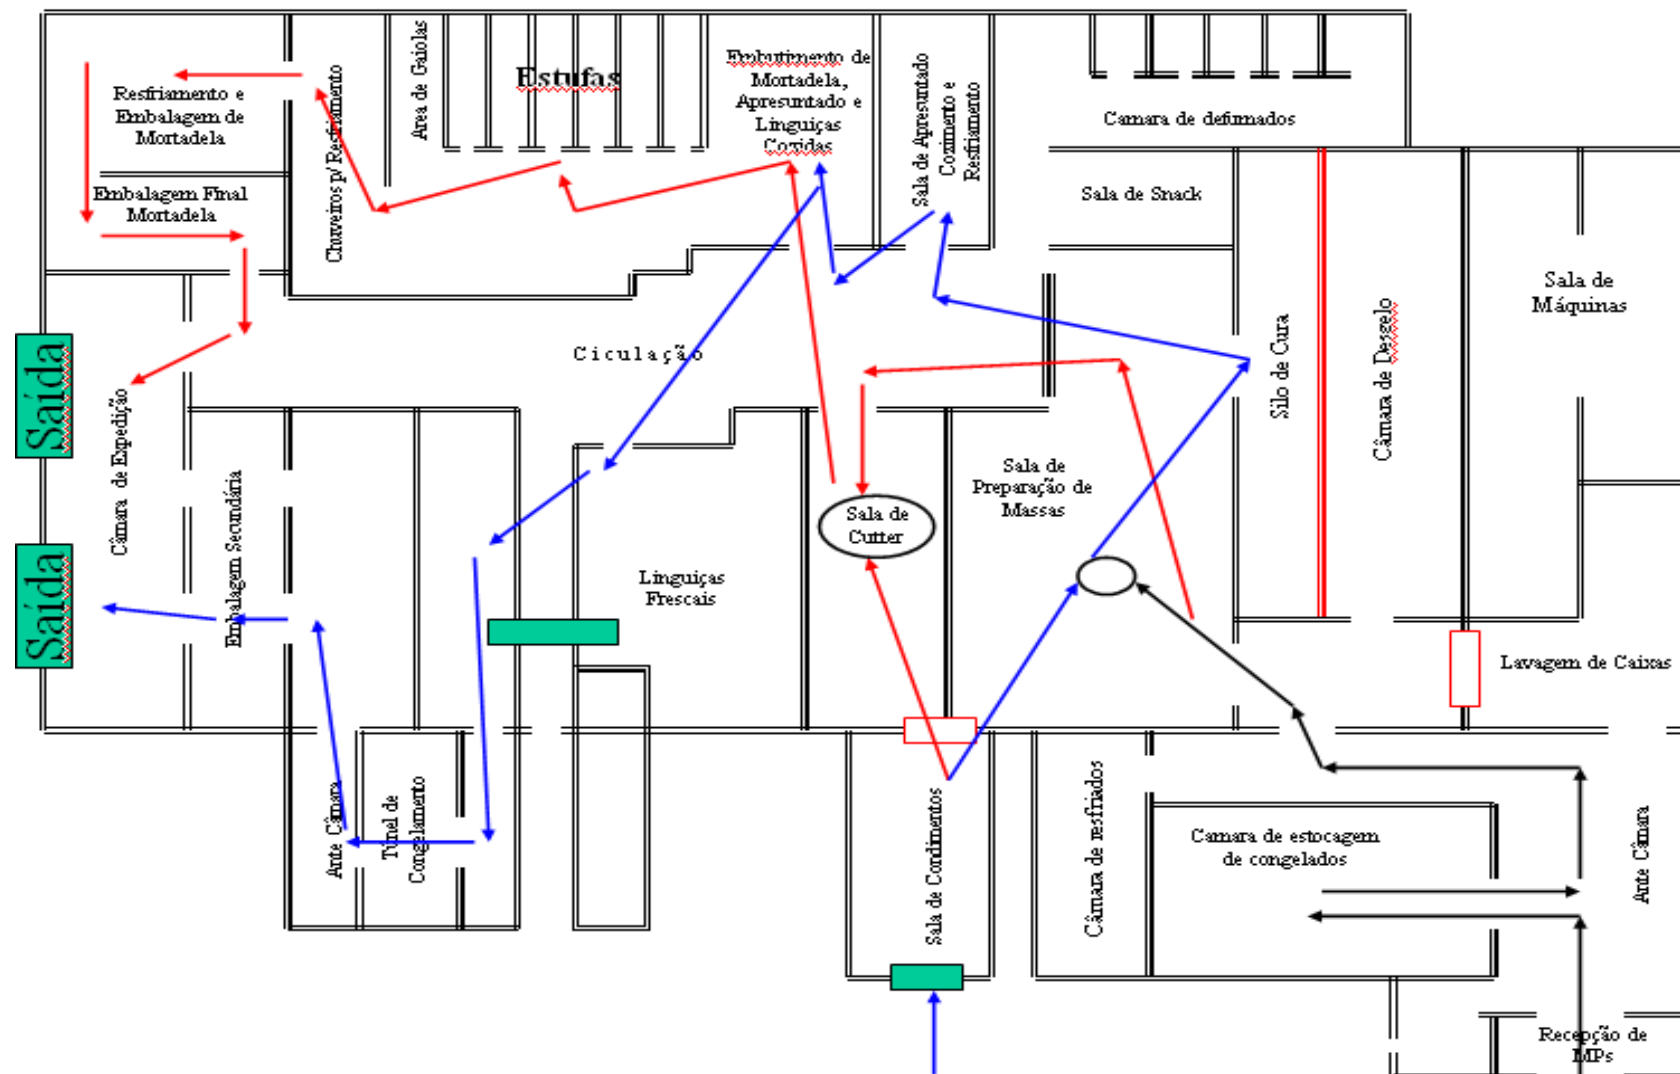 Resfriamento e
Embalagem de
Mortadela
Embalagem Final
Mortadela
Chuveiros p/ Resfriamento
Area de Gaiolas
Estufas
Embutimento de
Mortadela,
Apresuntado e
Linguiças
Cozidas
Sala de Apresuntado
Cozimento e
Resfriamento
Camara de defumados
Sala de Snack
Silo de Cura
Câmara de Desgelo
Sala de
Máquinas
Ciculação
Saída
Saída
Câmara de Expedição
Embalagem Secundária
Linguiças
Frescais
Sala de
Cutter
Sala de
Preparação de
Massas
Lavagem de Caixas
Ante Câmara
Túnel de
Congelamento
Sala de Condimentos
Câmara de resfriados
Camara de estocagem
de congelados
Ante Câmara
Recepção de
MPs